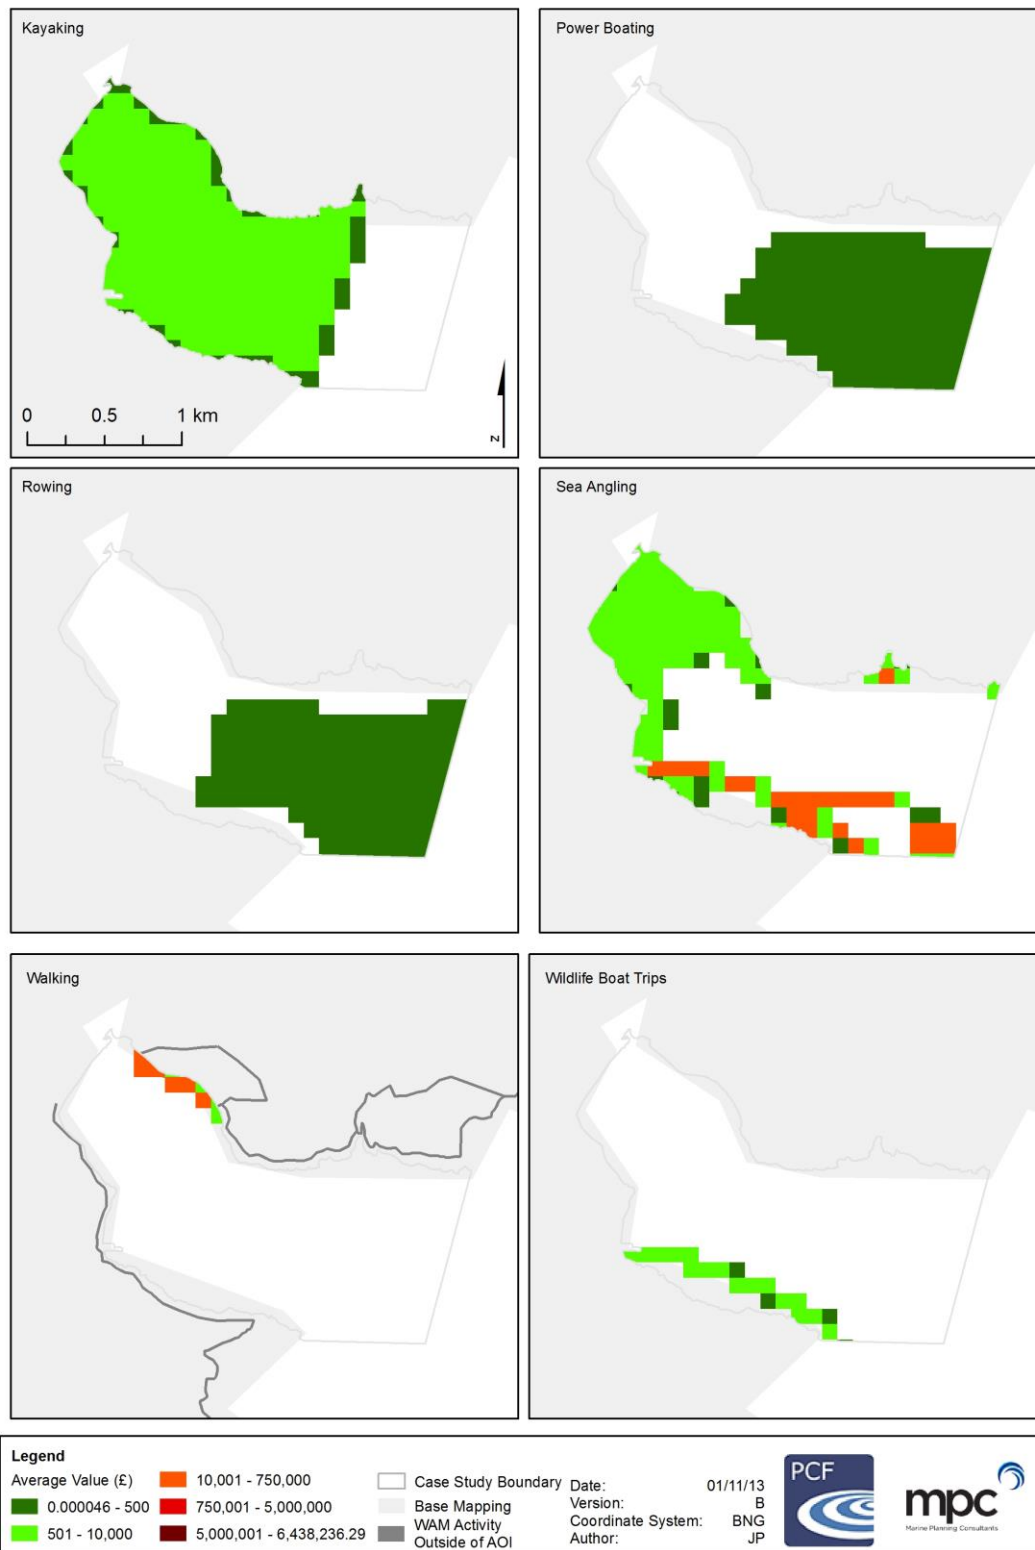 Kayaking
Power Boating
0 0.5 1 km
N
Rowing
Sea Angling
Walking
Wildlife Boat Trips
Legend
Average Value (£)
0.000046 - 500
501 - 10,000
10,001 - 750,000
750,001 - 5,000,000
5,000,001 - 6,438,236.29
Case Study Boundary
Base Mapping
WAM Activity
Outside of AOI
Date: 01/11/13
Version: B
Coordinate System: BNG
Author: JP
PCF
mpc
Marine Planning Consultants